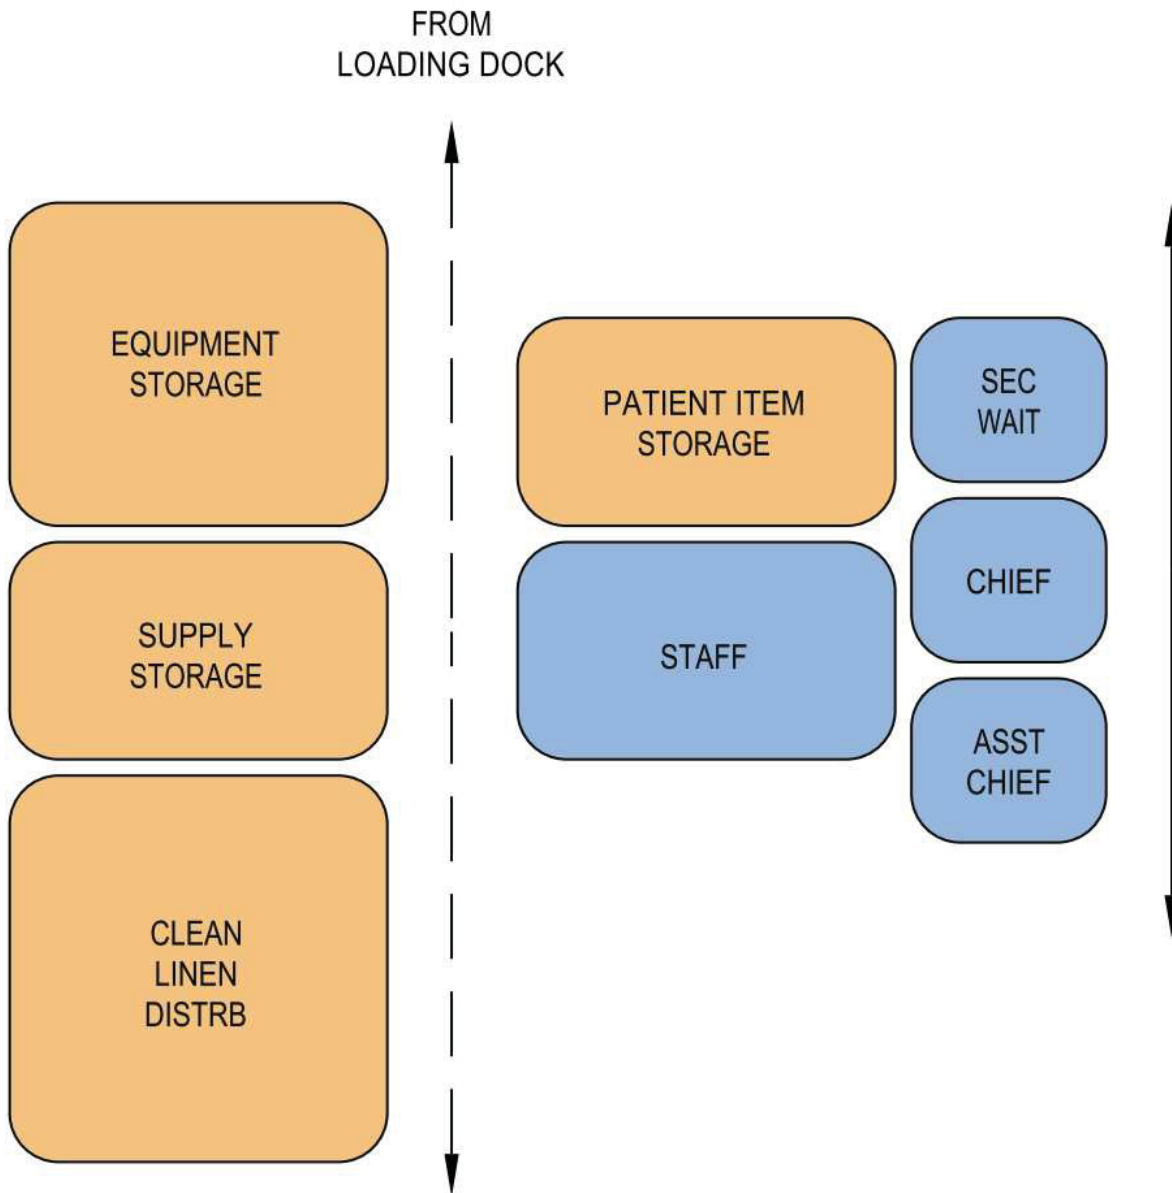 FROM
LOADING DOCK
EQUIPMENT
STORAGE
PATIENT ITEM
STORAGE
SEC
WAIT
CHIEF
SUPPLY
STORAGE
STAFF
ASST
CHIEF
CLEAN
LINEN
DISTRB